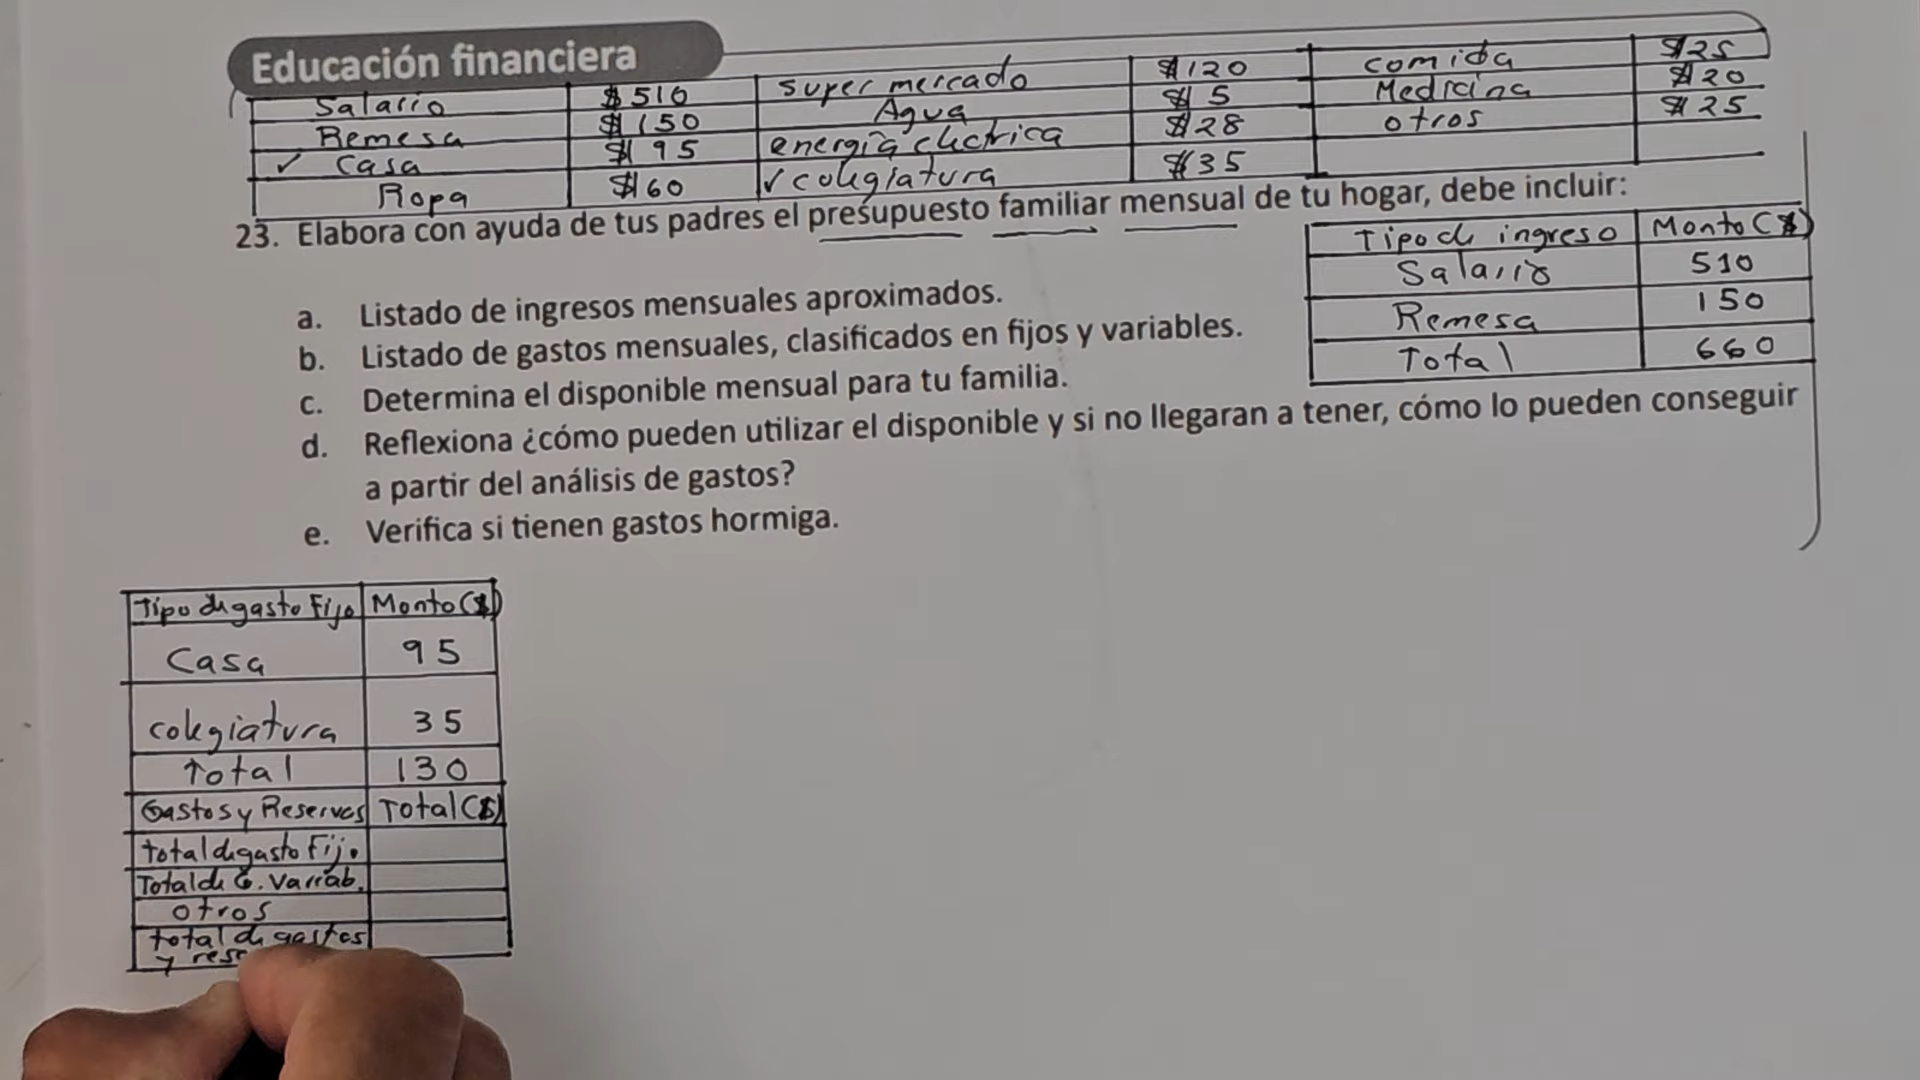 Educación financiera
Salario $510 super mercado $120 comida $25
Remesa $150 Agua $5 Medicina $20
✓ Casa $95 energía electrica $28 otros $25
Ropa $60 ✓ colegiatura $35
23. Elabora con ayuda de tus padres el presupuesto familiar mensual de tu hogar, debe incluir:
Tipo de ingreso Monto ($)
Salario 510
Remesa 150
Total 660
a. Listado de ingresos mensuales aproximados.
b. Listado de gastos mensuales, clasificados en fijos y variables.
c. Determina el disponible mensual para tu familia.
d. Reflexiona ¿cómo pueden utilizar el disponible y si no llegaran a tener, cómo lo pueden conseguir
a partir del análisis de gastos?
e. Verifica si tienen gastos hormiga.
Tipo de gasto Fijo Monto ($)
Casa 95
colegiatura 35
Total 130
Gastos y Reservas Total ($)
total de gasto Fijo
Total de G. Variab.
otros
total de gastos
y